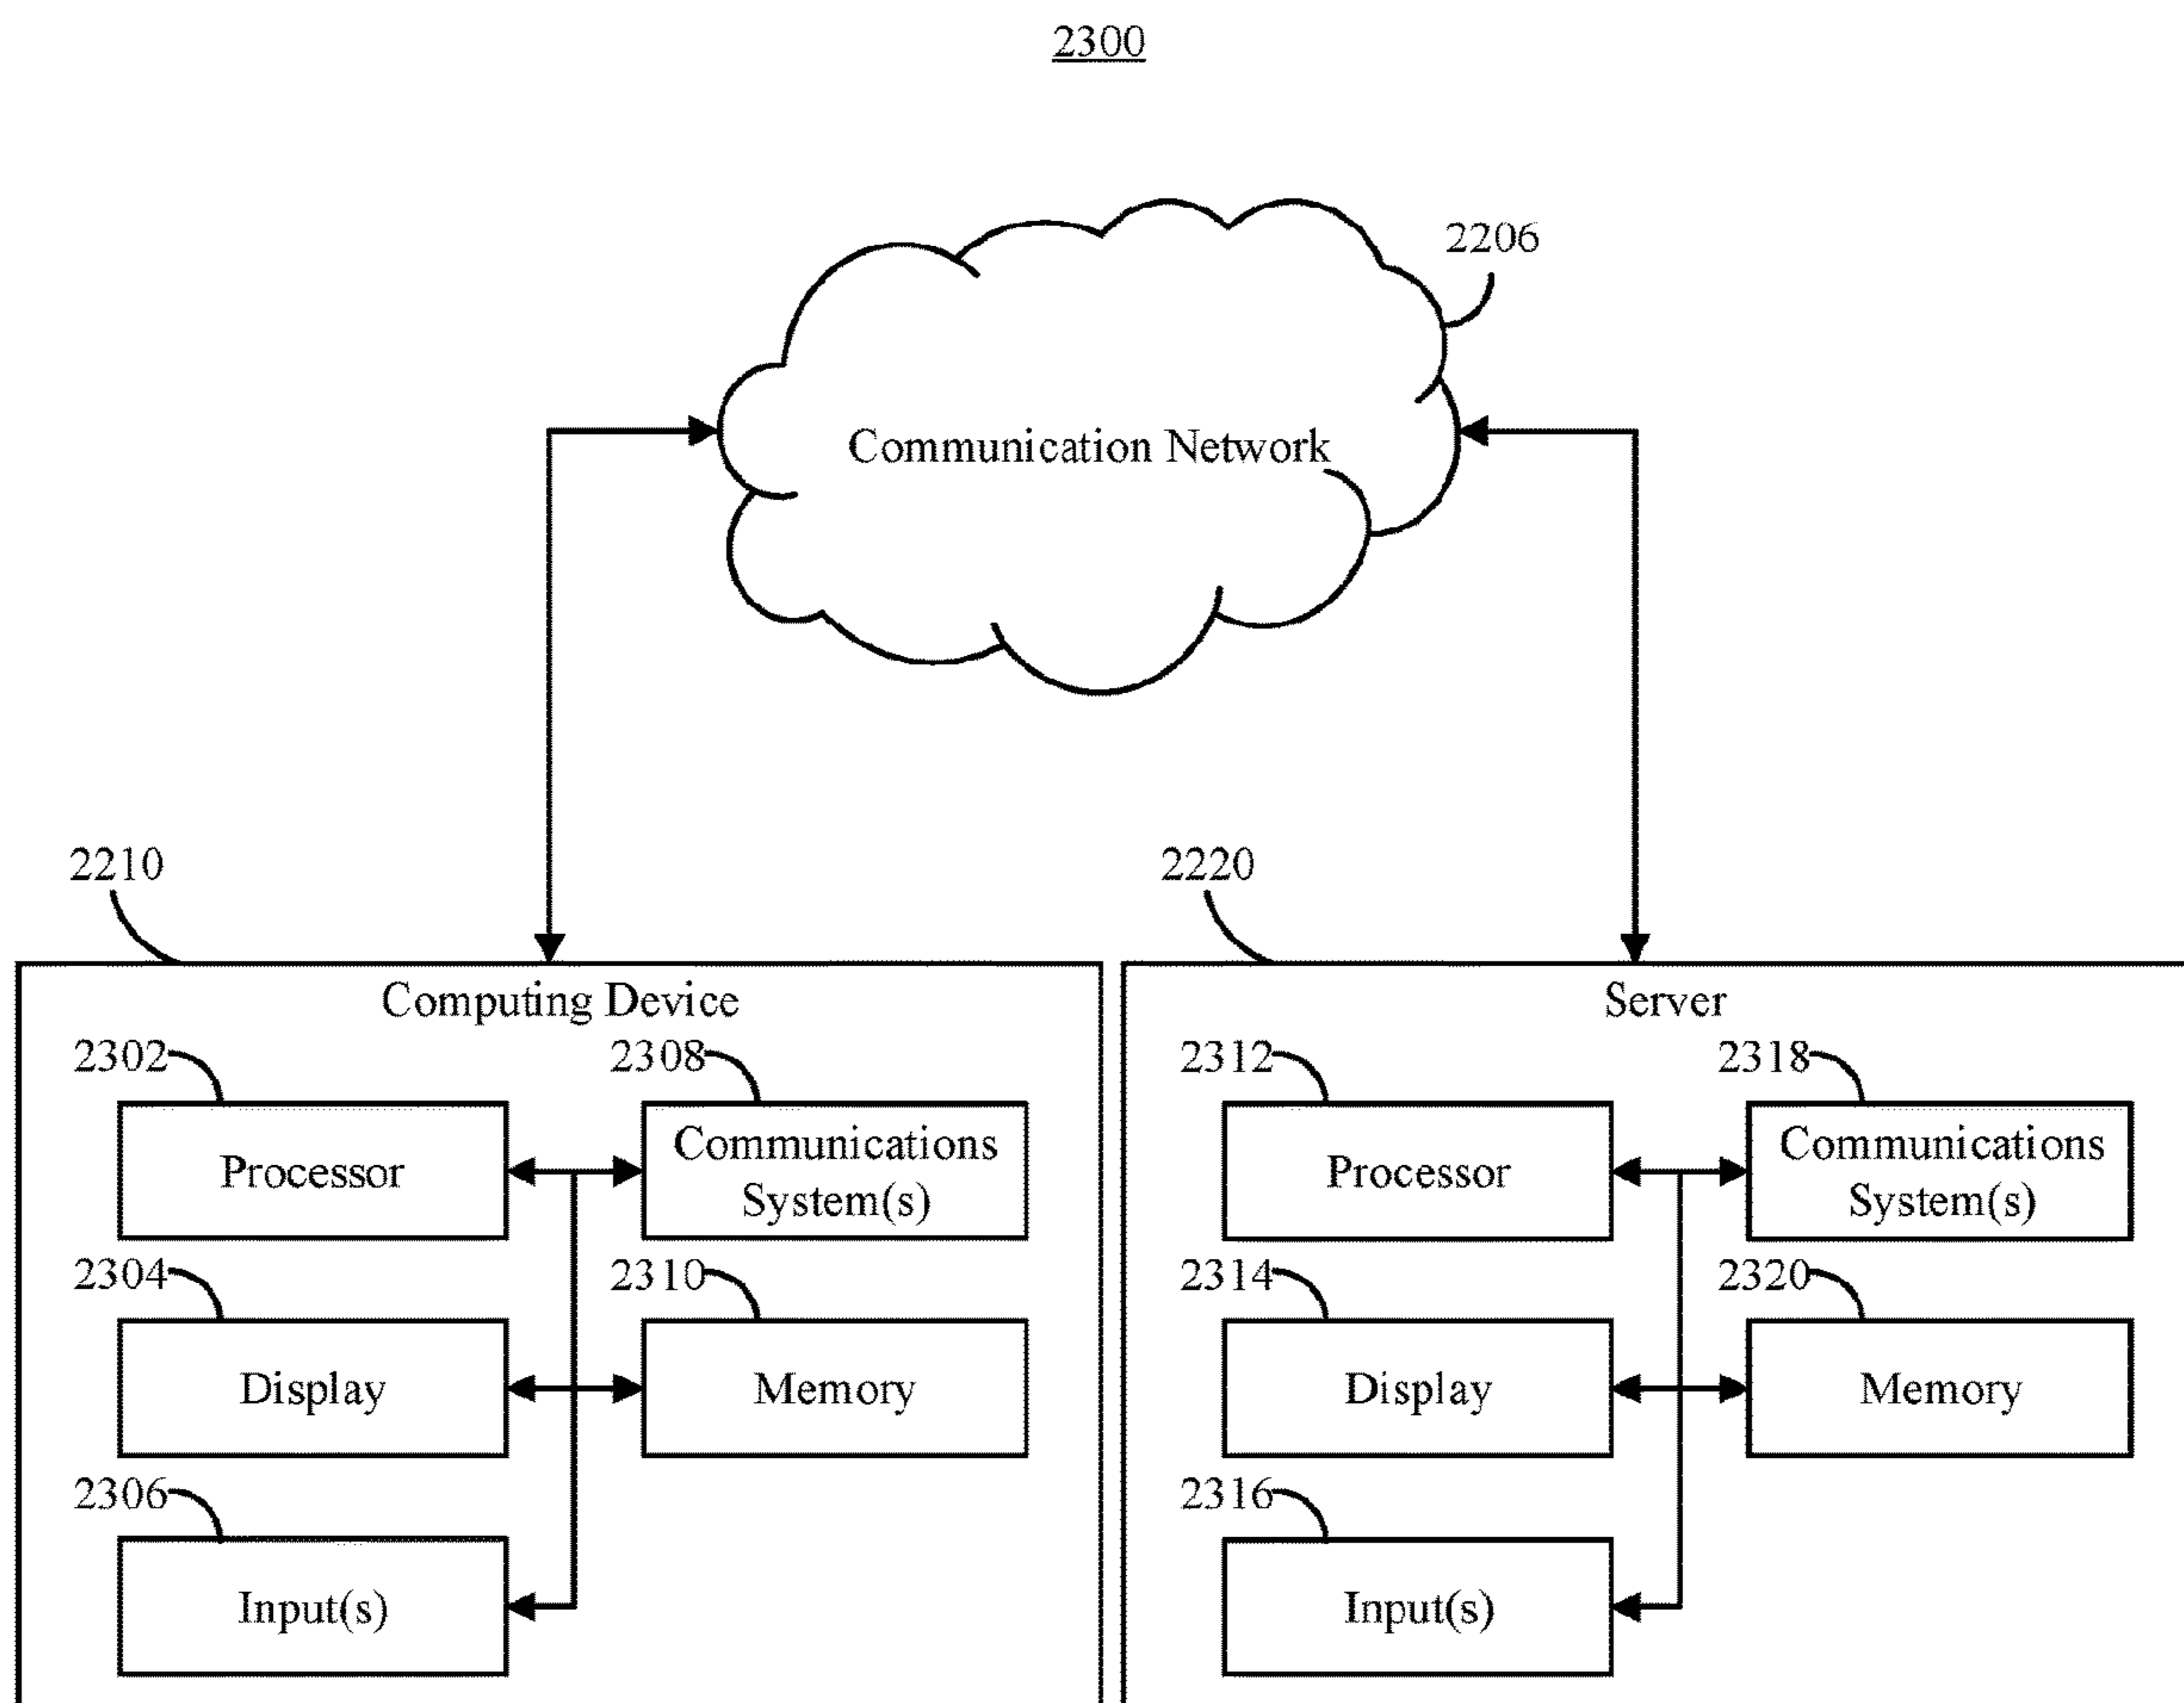 2300
2206
Communication Network
2210
2220
Computing Device
2302
2308
Processor
Communications
System(s)
2304
2310
Display
Memory
2306
Input(s)
Server
2312
2318
Processor
Communications
System(s)
2314
2320
Display
Memory
2316
Input(s)